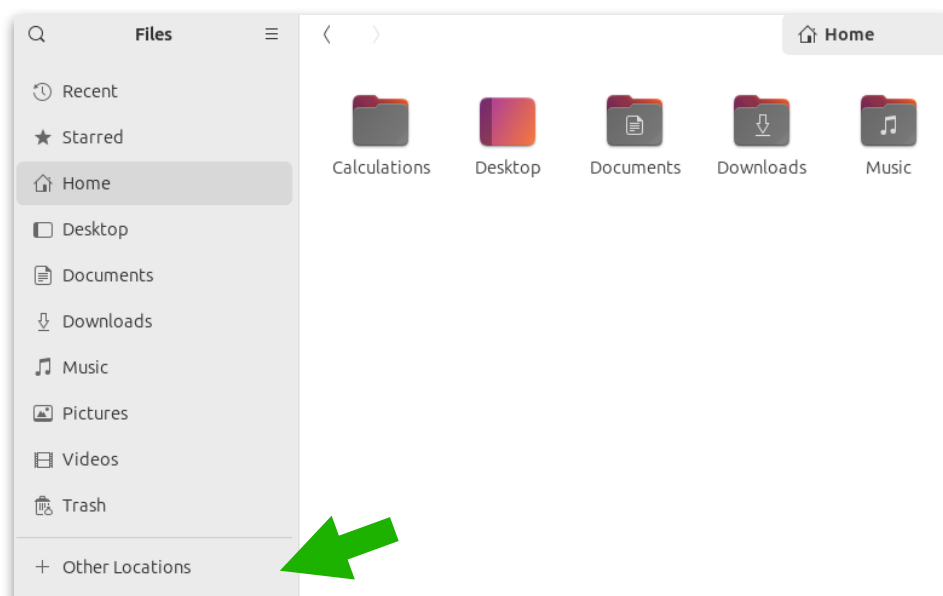 Files
Recent
Starred
Home
Desktop
Documents
Downloads
Music
Pictures
Videos
Trash
Other Locations
Home
Calculations
Desktop
Documents
Downloads
Music